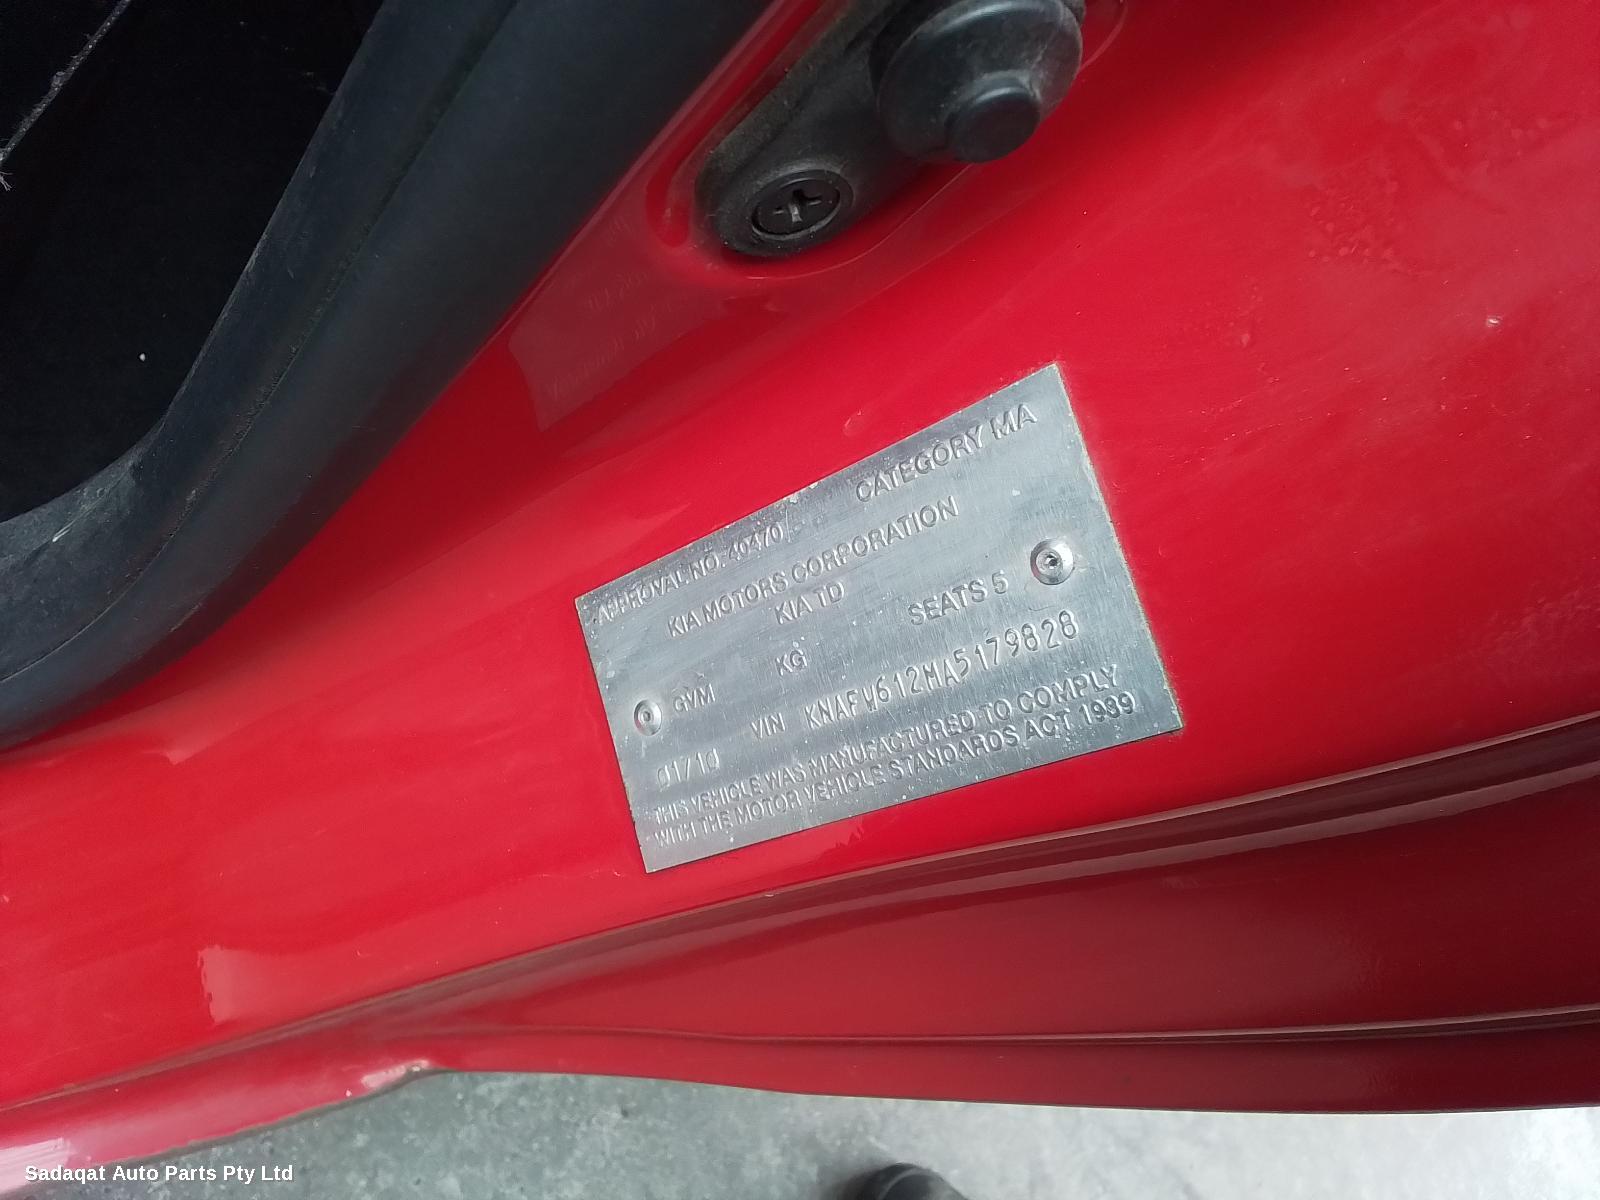 APPROVAL NO. 40470 CATEGORY MA
KIA MOTORS CORPORATION
KIA TD
GVM KG SEATS 5
01/10 VIN KNAFW612MA5179828
THIS VEHICLE WAS MANUFACTURED TO COMPLY
WITH THE MOTOR VEHICLE STANDARDS ACT 1989
Sadaqat Auto Parts Pty Ltd